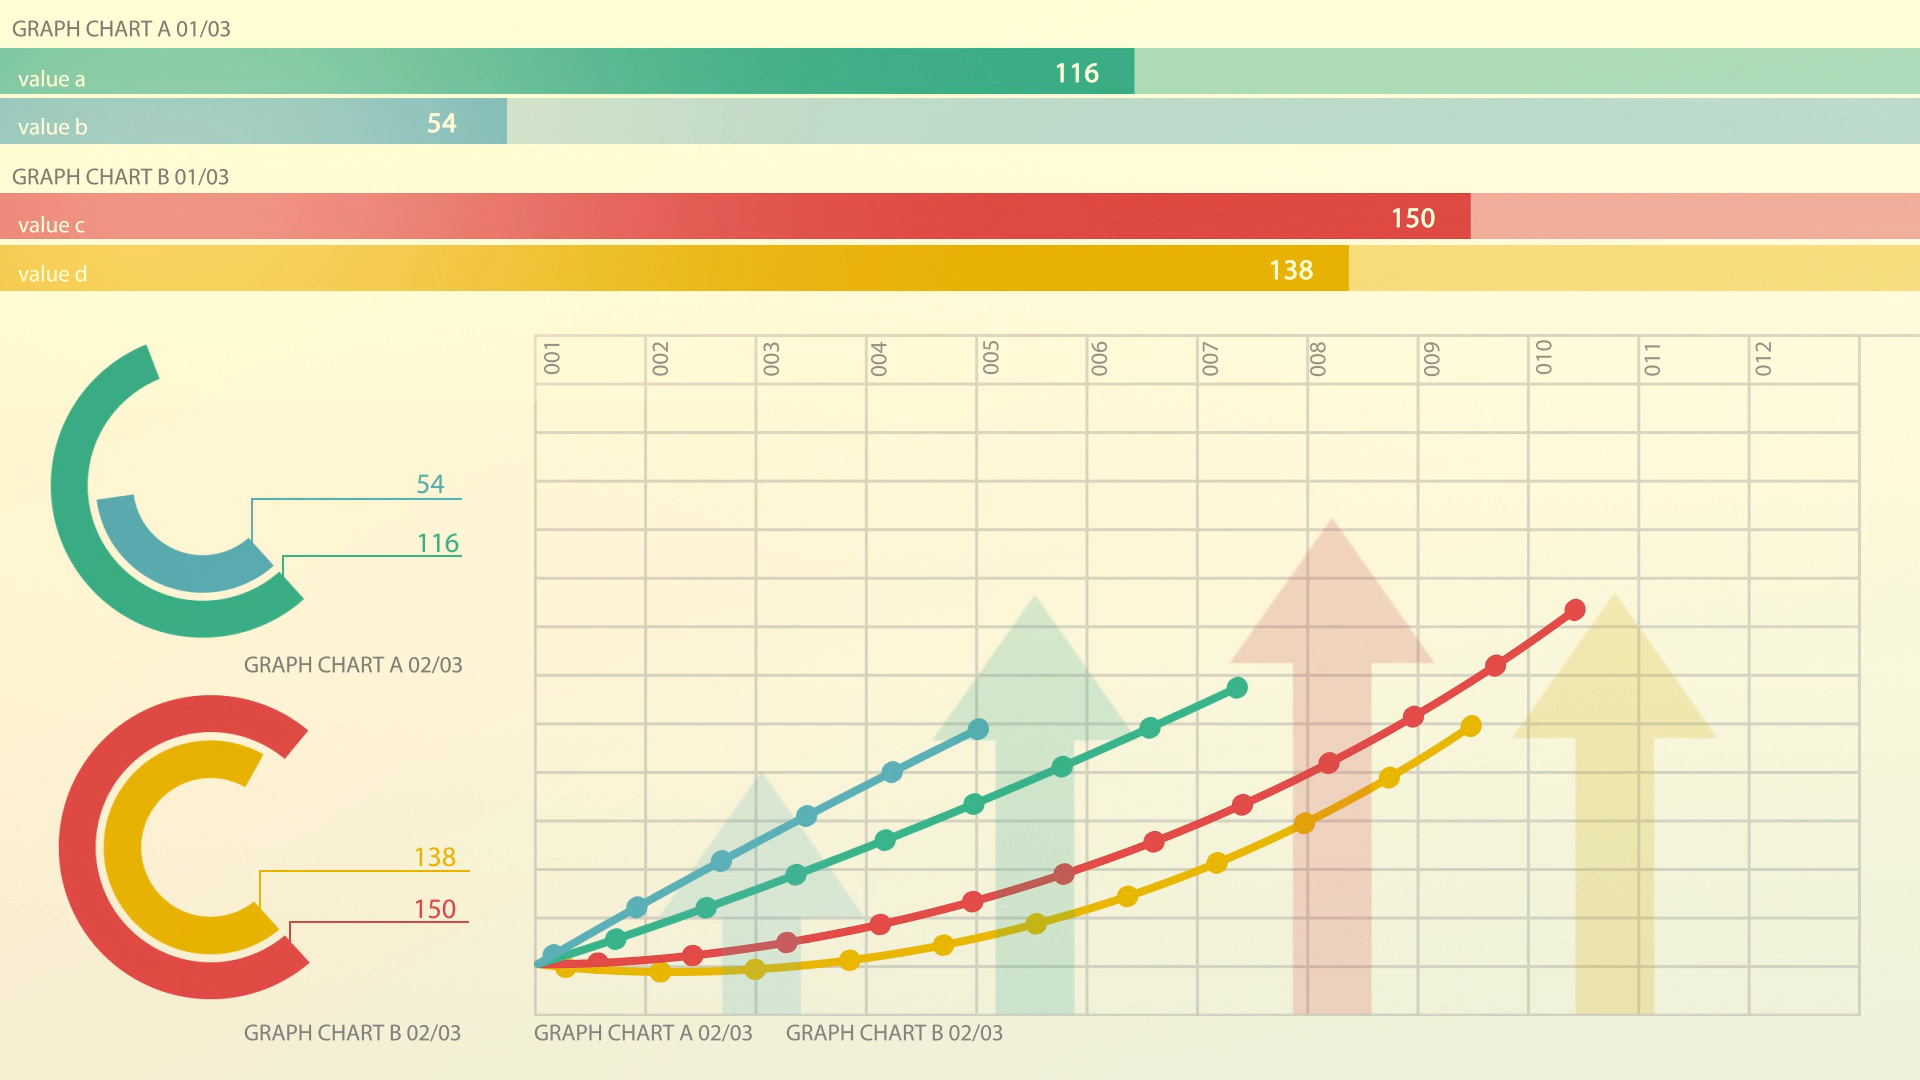 GRAPH CHART A 01/03
value a 116
value b 54
GRAPH CHART B 01/03
value c 150
value d 138
001 002 003 004 005 006 007 008 009 010 011 012
54
116
GRAPH CHART A 02/03
138
150
GRAPH CHART B 02/03
GRAPH CHART A 02/03 GRAPH CHART B 02/03